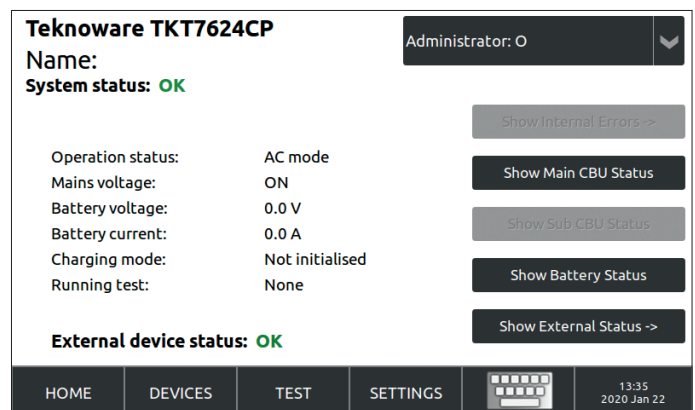 Teknoware TKT7624CP
Administrator: O
Name:
System status: OK
Show Internal Errors ->
Operation status: AC mode
Show Main CBU Status
Mains voltage: ON
Battery voltage: 0.0 V
Show Sub CBU Status
Battery current: 0.0 A
Charging mode: Not initialised
Show Battery Status
Running test: None
Show External Status ->
External device status: OK
HOME DEVICES TEST SETTINGS 13:35
2020 Jan 22